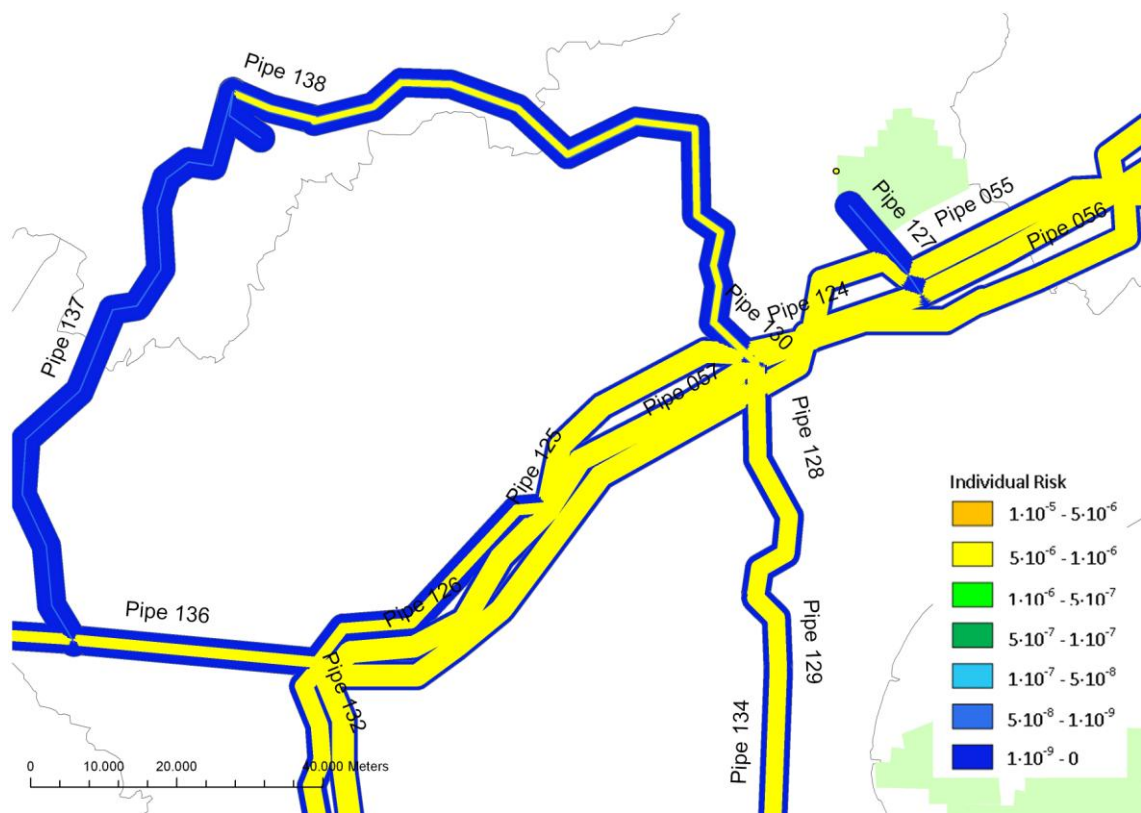 Pipe 138
Pipe 055
Pipe 127
Pipe 056
Pipe 137
Pipe 124
Pipe 130
Pipe 057
Pipe 125
Pipe 128
Pipe 126
Pipe 136
Pipe 129
Pipe 132
Pipe 134
Individual Risk
1·10⁻⁵ - 5·10⁻⁶
5·10⁻⁶ - 1·10⁻⁶
1·10⁻⁶ - 5·10⁻⁷
5·10⁻⁷ - 1·10⁻⁷
1·10⁻⁷ - 5·10⁻⁸
5·10⁻⁸ - 1·10⁻⁹
1·10⁻⁹ - 0
0 10.000 20.000 40.000 Meters